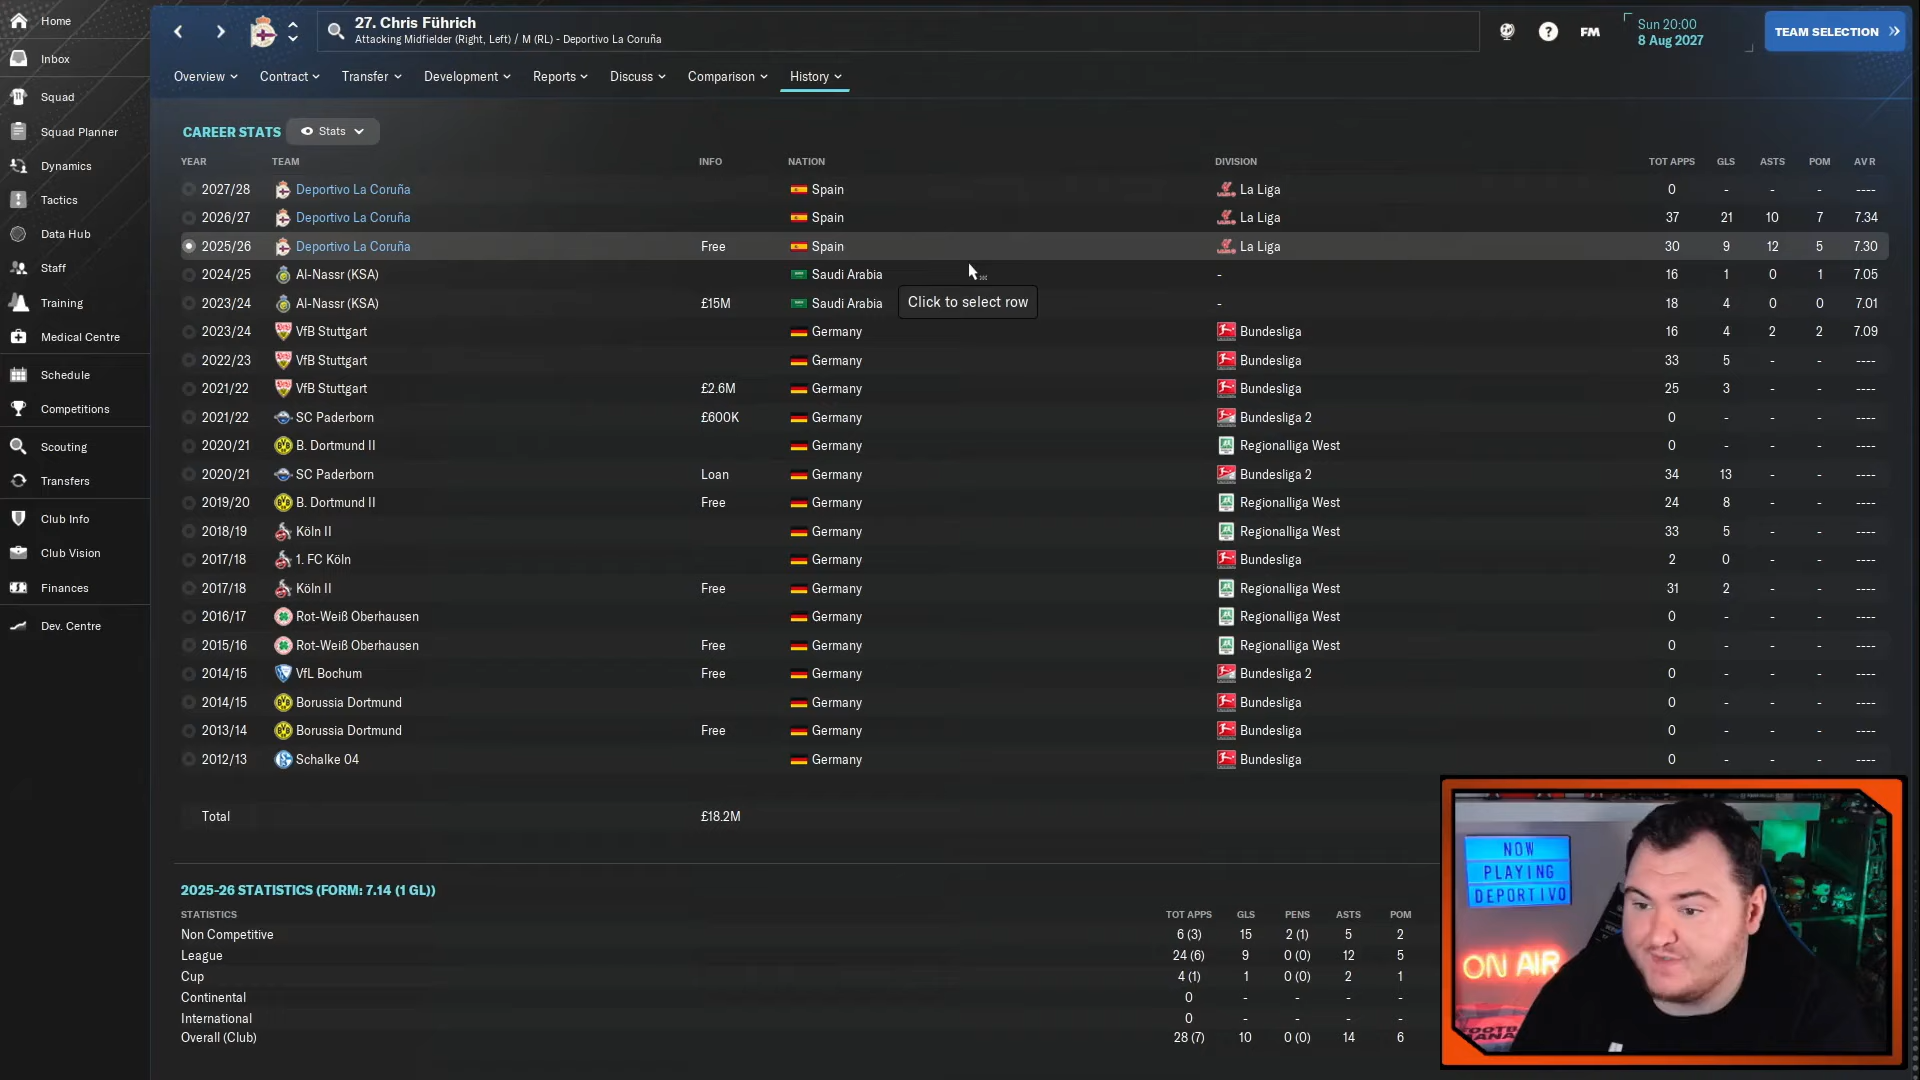 Home
27. Chris Führich
Attacking Midfielder (Right, Left) / M (RL) - Deportivo La Coruña
FM
Sun 20:00
8 Aug 2027
TEAM SELECTION
Inbox
Squad
Squad Planner
Dynamics
Tactics
Data Hub
Staff
Training
Medical Centre
Schedule
Competitions
Scouting
Transfers
Club Info
Club Vision
Finances
Dev. Centre
Overview Contract Transfer Development Reports Discuss Comparison History
CAREER STATS Stats
YEAR TEAM INFO NATION DIVISION TOT APPS GLS ASTS POM AV R
2027/28 Deportivo La Coruña Spain La Liga 0 - - - ----
2026/27 Deportivo La Coruña Spain La Liga 37 21 10 7 7.34
2025/26 Deportivo La Coruña Free Spain La Liga 30 9 12 5 7.30
2024/25 Al-Nassr (KSA) Saudi Arabia - 16 1 0 1 7.05
2023/24 Al-Nassr (KSA) £15M Saudi Arabia - 18 4 0 0 7.01
Click to select row
2023/24 VfB Stuttgart Germany Bundesliga 16 4 2 2 7.09
2022/23 VfB Stuttgart Germany Bundesliga 33 5 - - ----
2021/22 VfB Stuttgart £2.6M Germany Bundesliga 25 3 - - ----
2021/22 SC Paderborn £600K Germany Bundesliga 2 0 - - - ----
2020/21 B. Dortmund II Germany Regionalliga West 0 - - - ----
2020/21 SC Paderborn Loan Germany Bundesliga 2 34 13 - - ----
2019/20 B. Dortmund II Free Germany Regionalliga West 24 8 - - ----
2018/19 Köln II Germany Regionalliga West 33 5 - - ----
2017/18 1. FC Köln Germany Bundesliga 2 0 - - ----
2017/18 Köln II Free Germany Regionalliga West 31 2 - - ----
2016/17 Rot-Weiß Oberhausen Germany Regionalliga West 0 - - - ----
2015/16 Rot-Weiß Oberhausen Free Germany Regionalliga West 0 - - - ----
2014/15 VfL Bochum Free Germany Bundesliga 2 0 - - - ----
2014/15 Borussia Dortmund Germany Bundesliga 0 - - - ----
2013/14 Borussia Dortmund Free Germany Bundesliga 0 - - - ----
2012/13 Schalke 04 Germany Bundesliga 0 - - - ----
Total £18.2M
2025-26 STATISTICS (FORM: 7.14 (1 GL))
STATISTICS TOT APPS GLS PENS ASTS POM
Non Competitive 6 (3) 15 2 (1) 5 2
League 24 (6) 9 0 (0) 12 5
Cup 4 (1) 1 0 (0) 2 1
Continental 0 - - - -
International 0 - - - -
Overall (Club) 28 (7) 10 0 (0) 14 6
NOW
PLAYING
DEPORTIVO
ON AIR